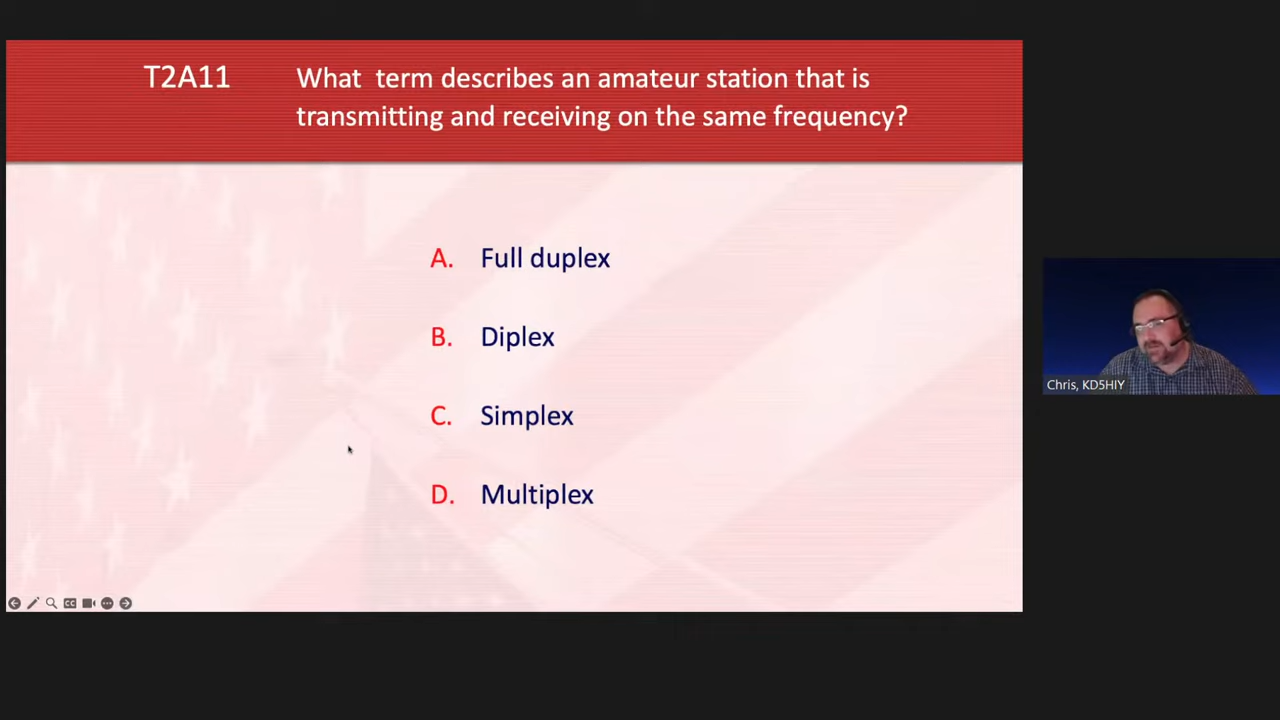 T2A11
What term describes an amateur station that is
transmitting and receiving on the same frequency?
A. Full duplex
B. Diplex
C. Simplex
D. Multiplex
Chris, KD5HIY
CC